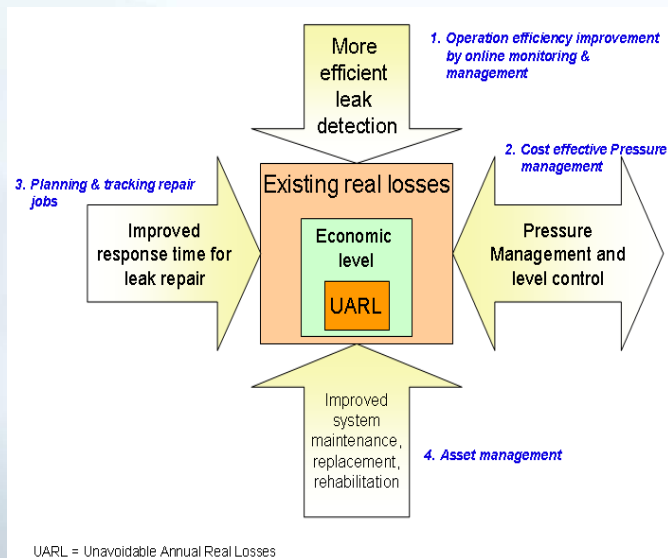 More
efficient
leak
detection
1. Operation efficiency improvement
by online monitoring &
management
2. Cost effective Pressure
management
3. Planning & tracking repair
jobs
Existing real losses
Improved
response time for
leak repair
Economic
level
UARL
Pressure
Management and
level control
Improved
system
maintenance,
replacement,
rehabilitation
4. Asset management
UARL = Unavoidable Annual Real Losses